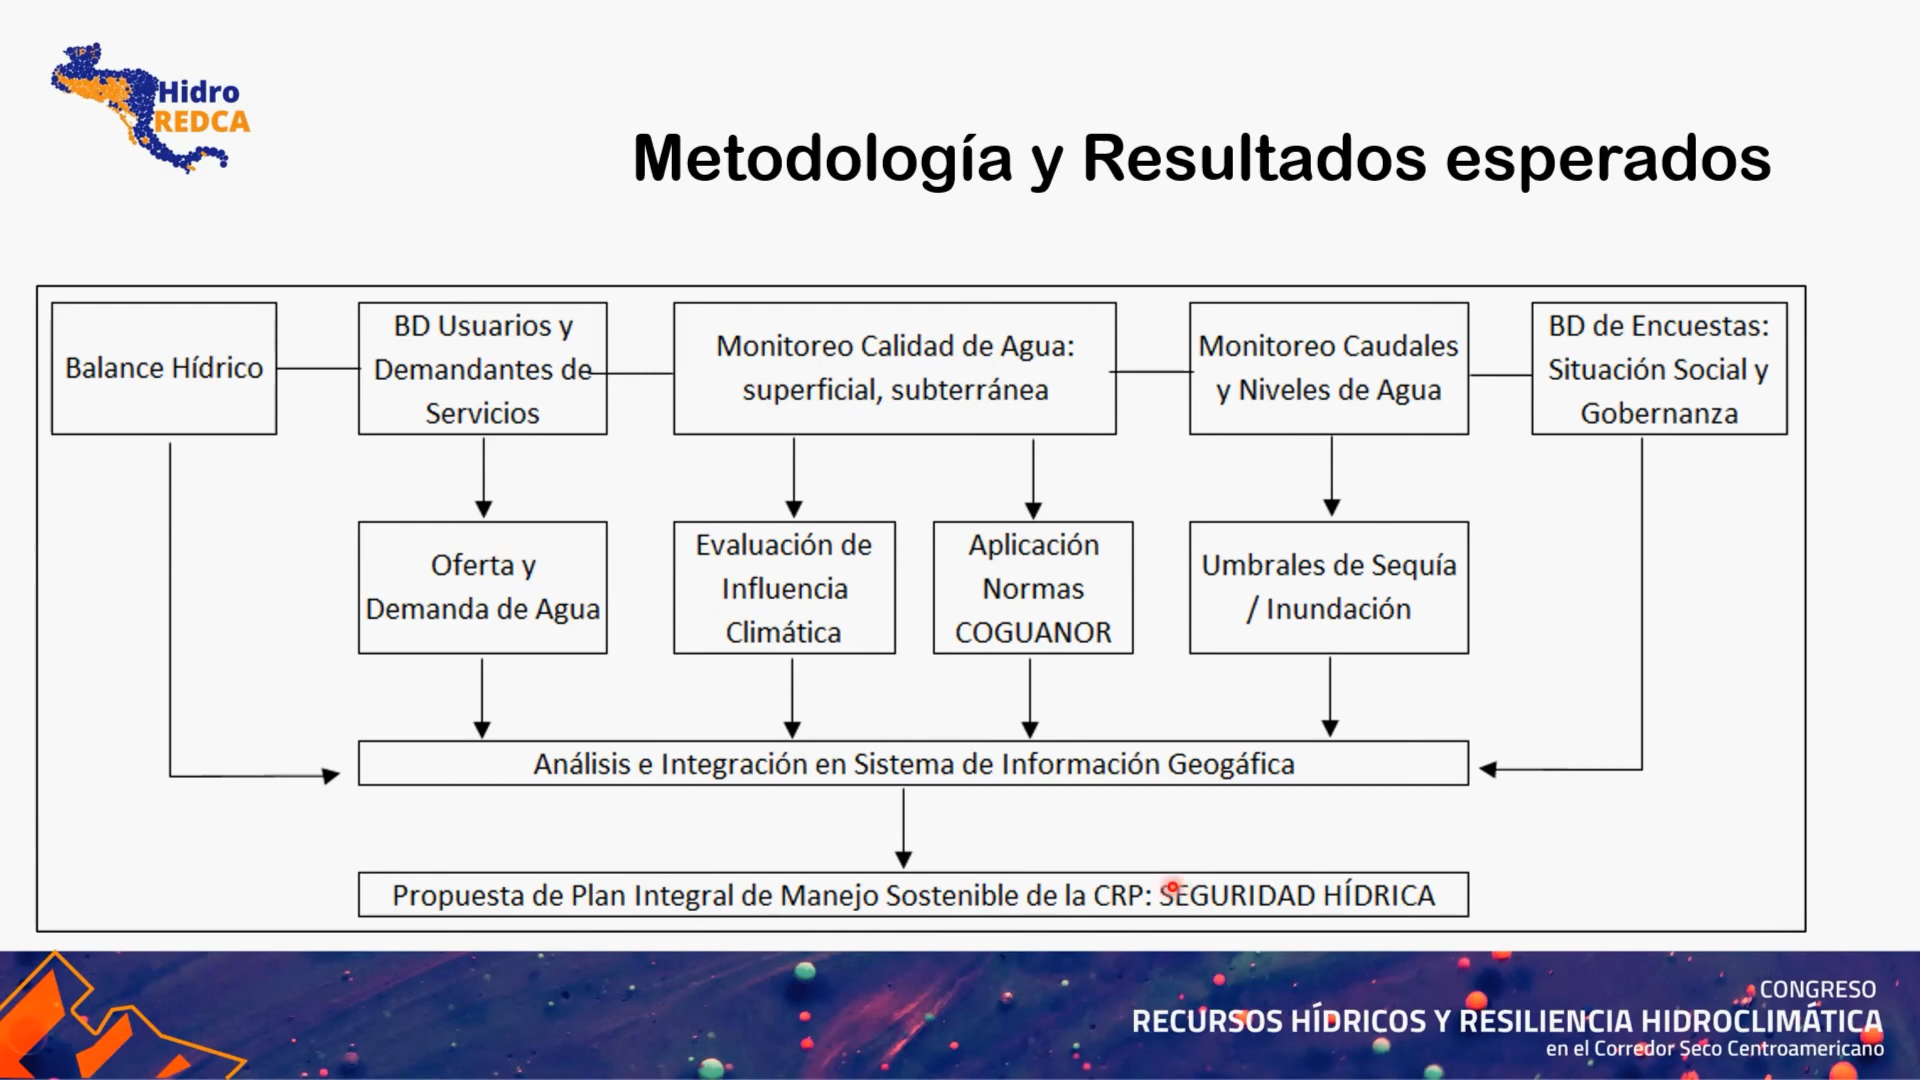 Hidro
REDCA
Metodología y Resultados esperados
Balance Hídrico
BD Usuarios y
Demandantes de
Servicios
Monitoreo Calidad de Agua:
superficial, subterránea
Monitoreo Caudales
y Niveles de Agua
BD de Encuestas:
Situación Social y
Gobernanza
Oferta y
Demanda de Agua
Evaluación de
Influencia
Climática
Aplicación
Normas
COGUANOR
Umbrales de Sequía
/ Inundación
Análisis e Integración en Sistema de Información Geogáfica
Propuesta de Plan Integral de Manejo Sostenible de la CRP: SEGURIDAD HÍDRICA
CONGRESO
RECURSOS HÍDRICOS Y RESILIENCIA HIDROCLIMÁTICA
en el Corredor Seco Centroamericano